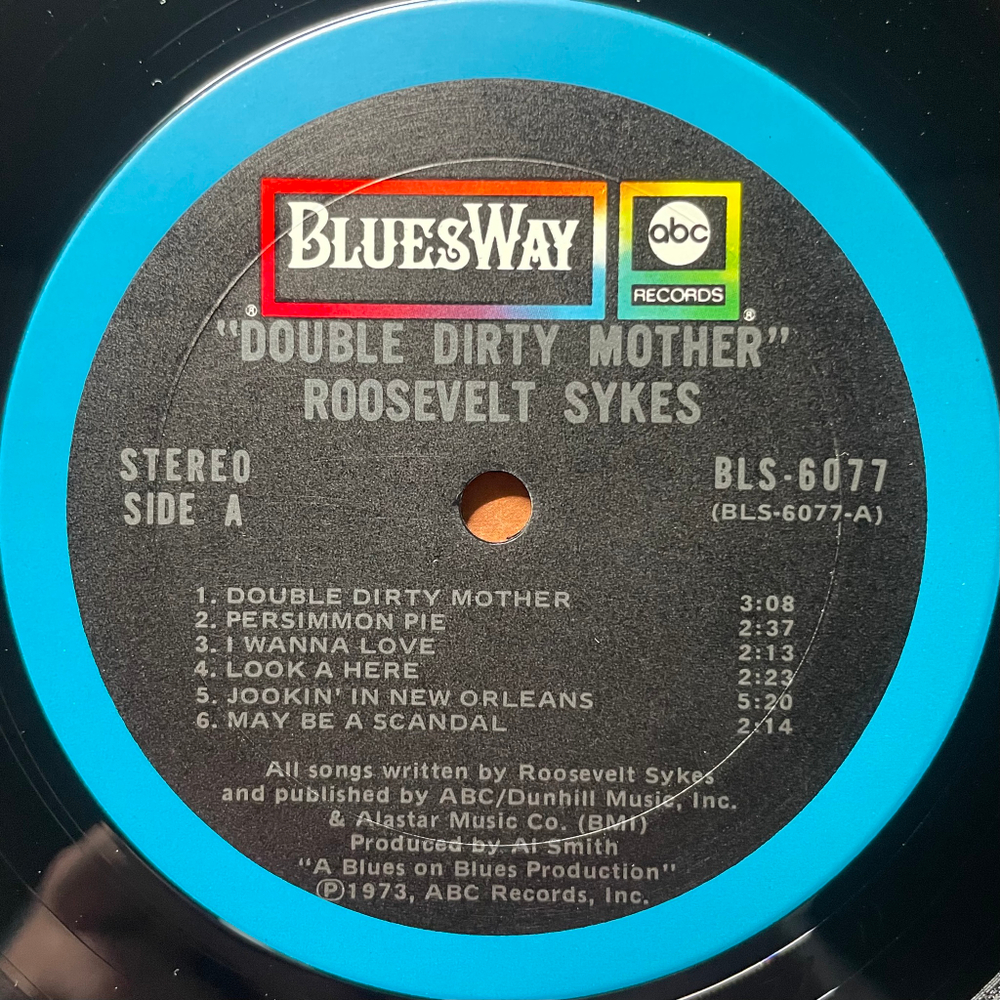 BLUESWAY
abc
RECORDS
® ®
"DOUBLE DIRTY MOTHER"
ROOSEVELT SYKES
STEREO
SIDE A
BLS-6077
(BLS-6077-A)
1. DOUBLE DIRTY MOTHER 3:08
2. PERSIMMON PIE 2:37
3. I WANNA LOVE 2:13
4. LOOK A HERE 2:23
5. JOOKIN' IN NEW ORLEANS 5:20
6. MAY BE A SCANDAL 2:14
All songs written by Roosevelt Sykes
and published by ABC/Dunhill Music, Inc.
& Alastar Music Co. (BMI)
Produced by Al Smith
"A Blues on Blues Production"
℗1973, ABC Records, Inc.